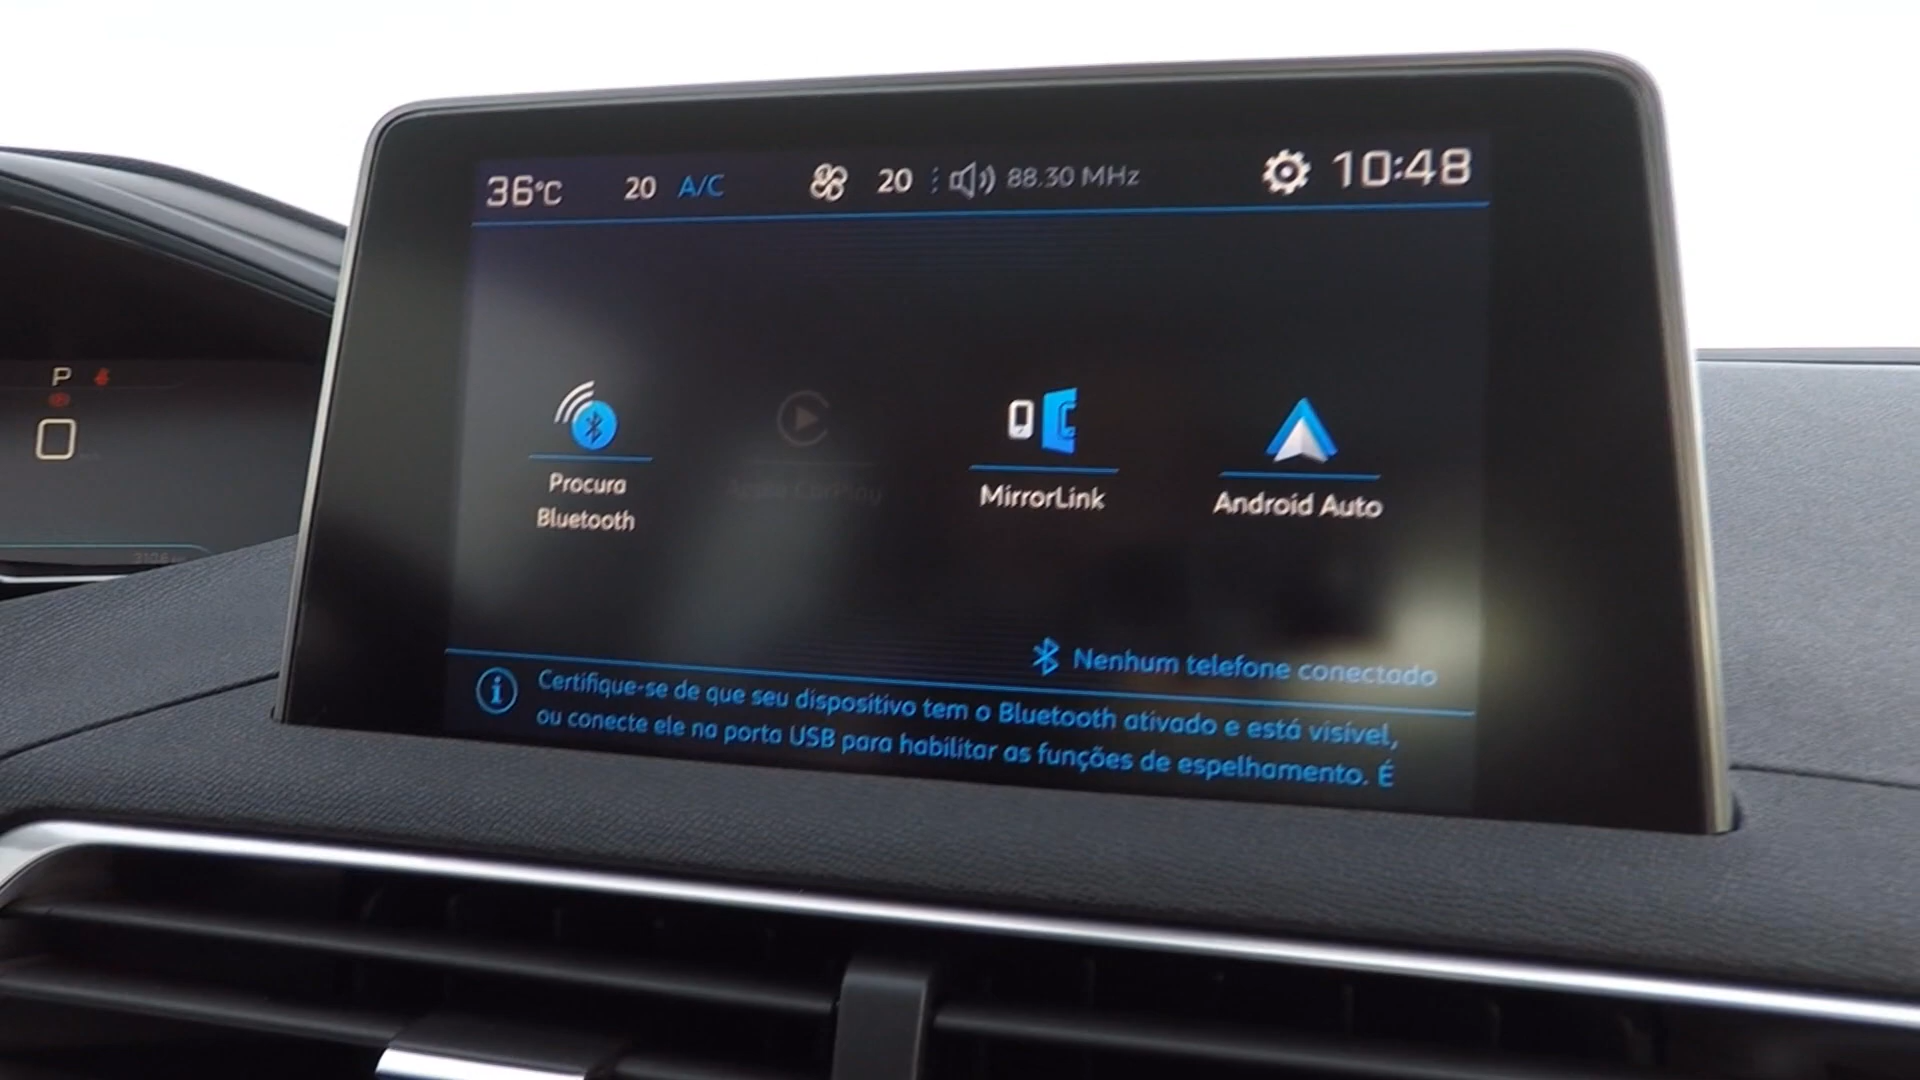 36°C 20 A/C 20 88.30 MHz 10:48
P
Procura
Bluetooth
Apple CarPlay
MirrorLink
Android Auto
Nenhum telefone conectado
Certifique-se de que seu dispositivo tem o Bluetooth ativado e está visível,
ou conecte ele na porta USB para habilitar as funções de espelhamento. É